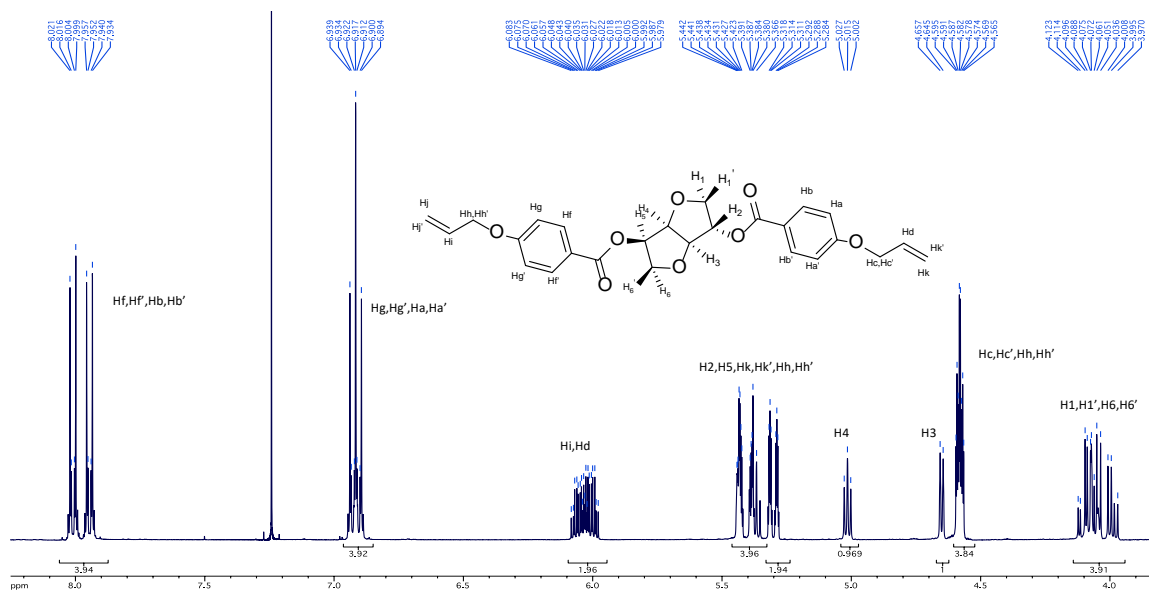 8.021 8.016 8.004 7.999 7.957 7.952 7.940 7.934
6.939 6.934 6.922 6.917 6.912 6.900 6.894
6.083 6.075 6.070 6.061 6.057 6.048 6.044 6.040 6.035 6.031 6.027 6.022 6.018 6.013 6.005 6.000 5.992 5.987 5.979
5.442 5.441 5.438 5.434 5.431 5.427 5.423 5.391 5.387 5.384 5.380 5.366 5.318 5.314 5.311 5.292 5.288 5.284
5.027 5.015 5.002
4.657 4.645 4.595 4.591 4.587 4.582 4.578 4.574 4.569 4.565
4.123 4.114 4.096 4.088 4.075 4.072 4.061 4.051 4.036 4.008 3.995 3.970
H1 H1'
O
H2
O
Hb
Ha
Hd
Hj
Hj'
Hh,Hh'
Hi
O
Hg
Hf
H4
H5
O
O
O
Hg'
Hf'
O
H3
H6'
H6
Hb'
Ha'
O
Hc,Hc'
Hk'
Hk
Hf,Hf’,Hb,Hb’
Hg,Hg’,Ha,Ha’
Hi,Hd
H2,H5,Hk,Hk’,Hh,Hh’
H4
H3
Hc,Hc’,Hh,Hh’
H1,H1’,H6,H6’
3.94
3.92
1.96
3.96
1.94
0.969
1
3.84
3.91
ppm 8.0 7.5 7.0 6.5 6.0 5.5 5.0 4.5 4.0